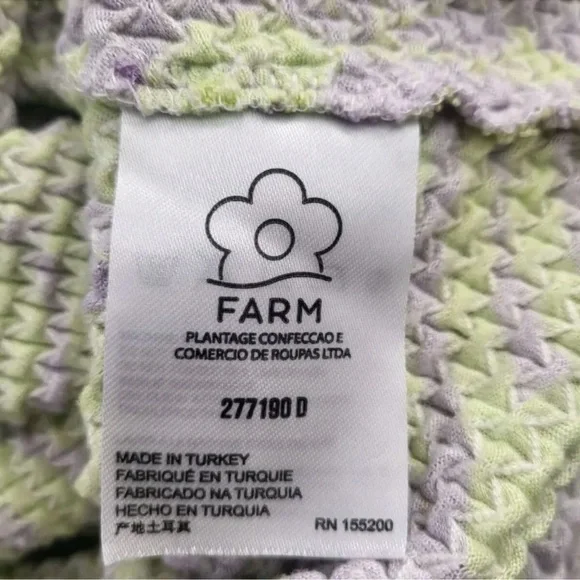 FARM
PLANTAGE CONFECCAO E
COMERCIO DE ROUPAS LTDA
277190 D
MADE IN TURKEY
FABRIQUÉ EN TURQUIE
FABRICADO NA TURQUIA
HECHO EN TURQUIA
产地土耳其
RN 155200